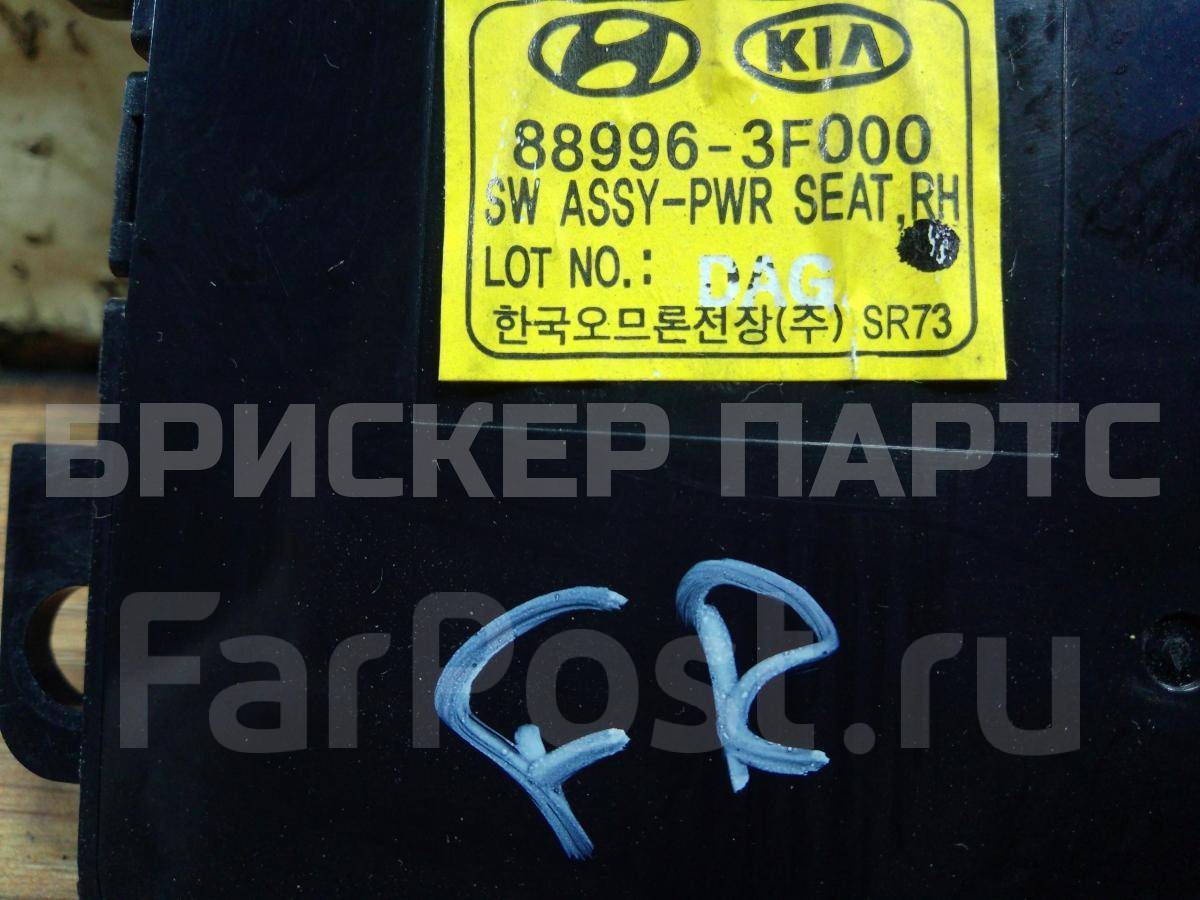 KIA
88996-3F000
SW ASSY-PWR SEAT,RH
LOT NO.: DAG
한국오므론전장(주) SR73
БРИСКЕР ПАРТС
FarPost.ru
FR